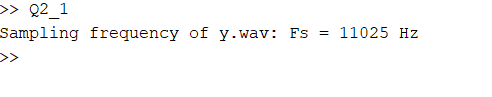 >> Q2_1
Sampling frequency of y.wav: Fs = 11025 Hz
>>